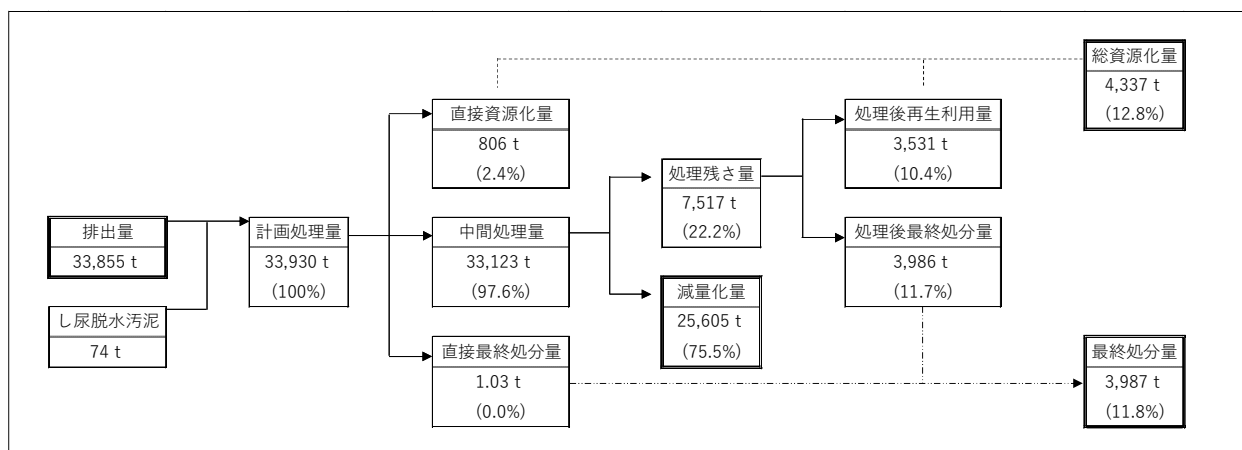 排出量
33,855 t
し尿脱水汚泥
74 t
計画処理量
33,930 t
(100%)
直接資源化量
806 t
(2.4%)
中間処理量
33,123 t
(97.6%)
直接最終処分量
1.03 t
(0.0%)
処理残さ量
7,517 t
(22.2%)
減量化量
25,605 t
(75.5%)
処理後再生利用量
3,531 t
(10.4%)
処理後最終処分量
3,986 t
(11.7%)
総資源化量
4,337 t
(12.8%)
最終処分量
3,987 t
(11.8%)